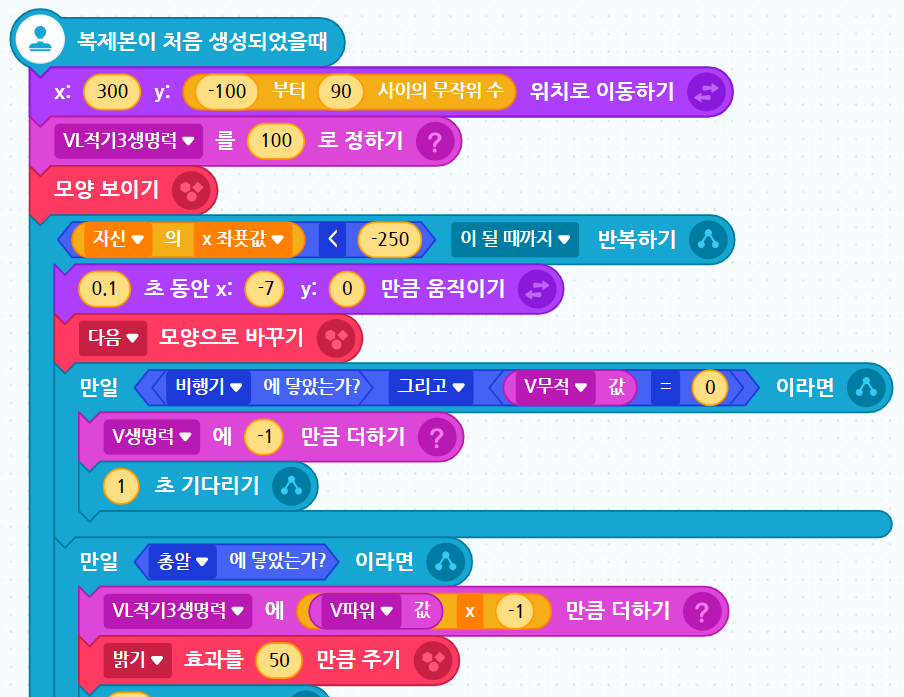 복제본이 처음 생성되었을때
x: 300 y: -100 부터 90 사이의 무작위 수 위치로 이동하기
VL적기3생명력 ▼ 를 100 로 정하기 ?
모양 보이기
자신 ▼ 의 x 좌푯값 ▼ < -250 이 될 때까지 ▼ 반복하기
0.1 초 동안 x: -7 y: 0 만큼 움직이기
다음 ▼ 모양으로 바꾸기
만일 비행기 ▼ 에 닿았는가? 그리고 ▼ V무적 ▼ 값 = 0 이라면
V생명력 ▼ 에 -1 만큼 더하기 ?
1 초 기다리기
만일 총알 ▼ 에 닿았는가? 이라면
VL적기3생명력 ▼ 에 V파워 ▼ 값 x -1 만큼 더하기 ?
밝기 ▼ 효과를 50 만큼 주기